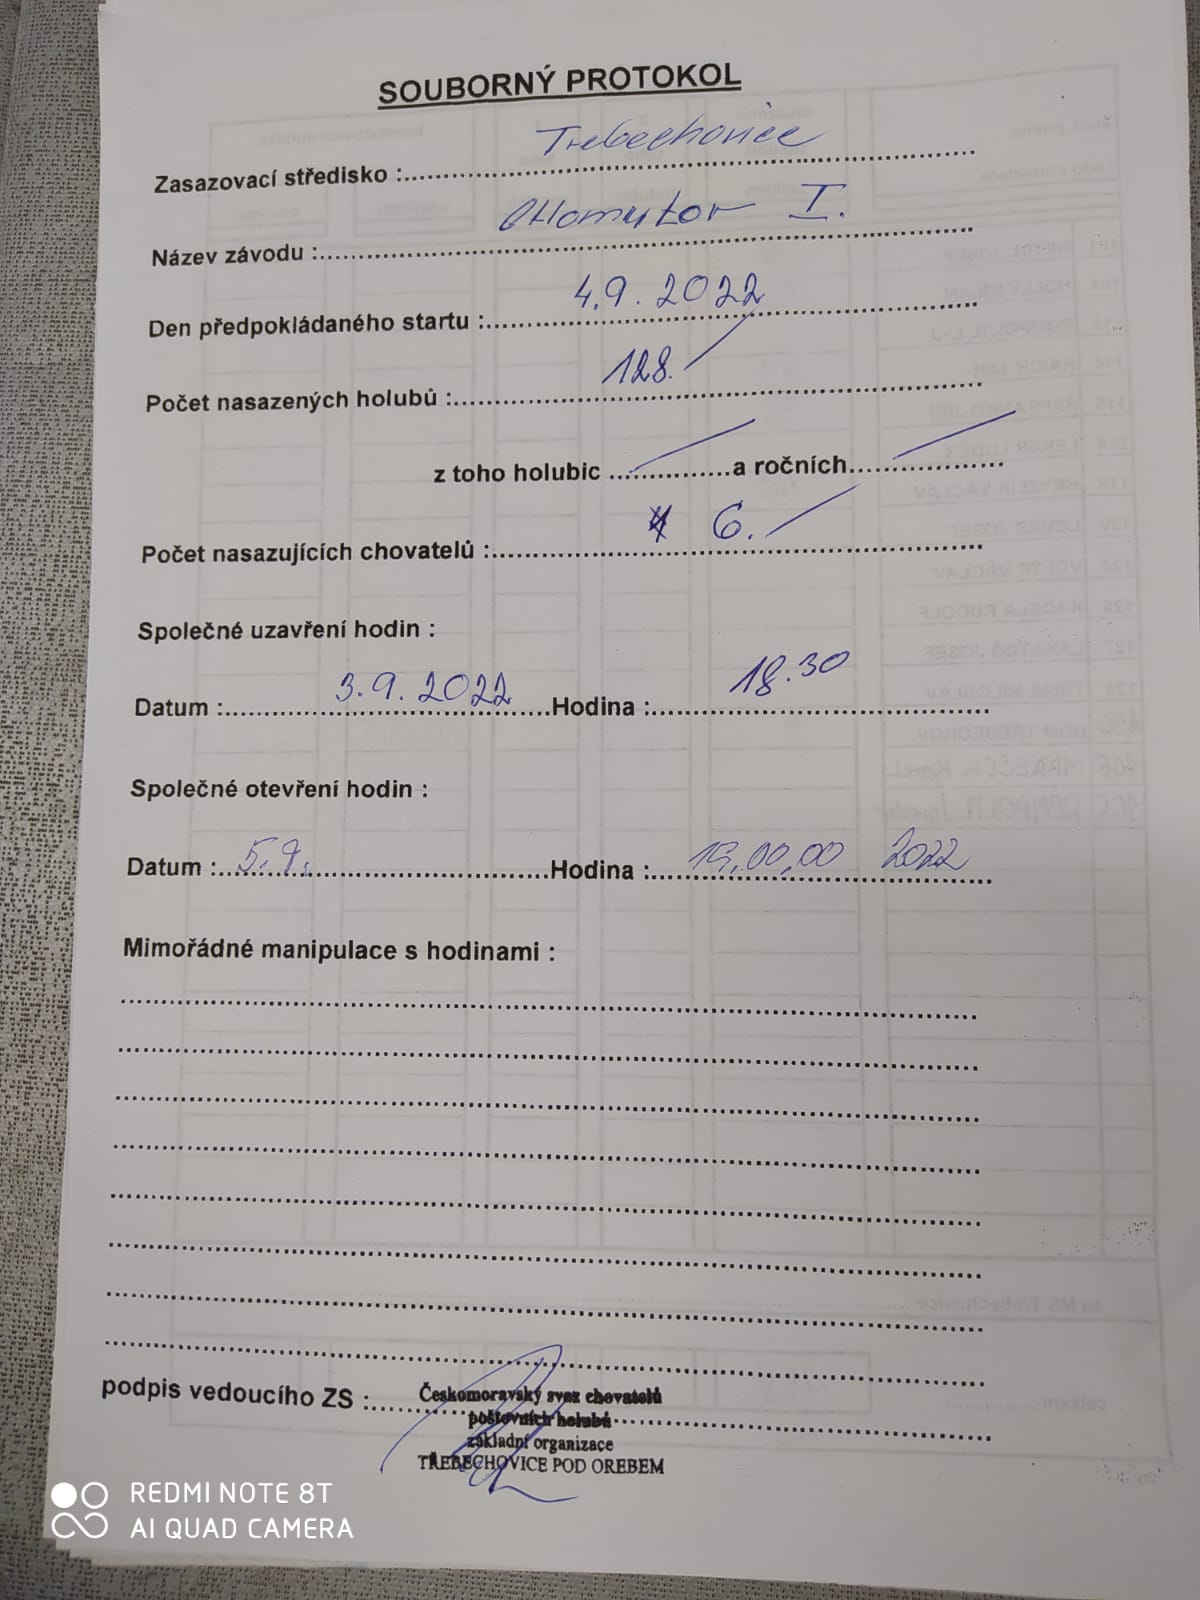 SOUBORNÝ PROTOKOL
Zasazovací středisko : Třebechovice
Název závodu : CHomutov I.
Den předpokládaného startu : 4.9.2022
Počet nasazených holubů : 128.
z toho holubic a ročních
Počet nasazujících chovatelů : 6.
Společné uzavření hodin :
Datum : 3.9.2022 Hodina : 18.30
Společné otevření hodin :
Datum : 5.9. Hodina : 19,00,00 2022
Mimořádné manipulace s hodinami :
podpis vedoucího ZS :
Českomoravský svaz chovatelů
poštovních holubů
základní organizace
TŘEBECHOVICE POD OREBEM
REDMI NOTE 8T
AI QUAD CAMERA